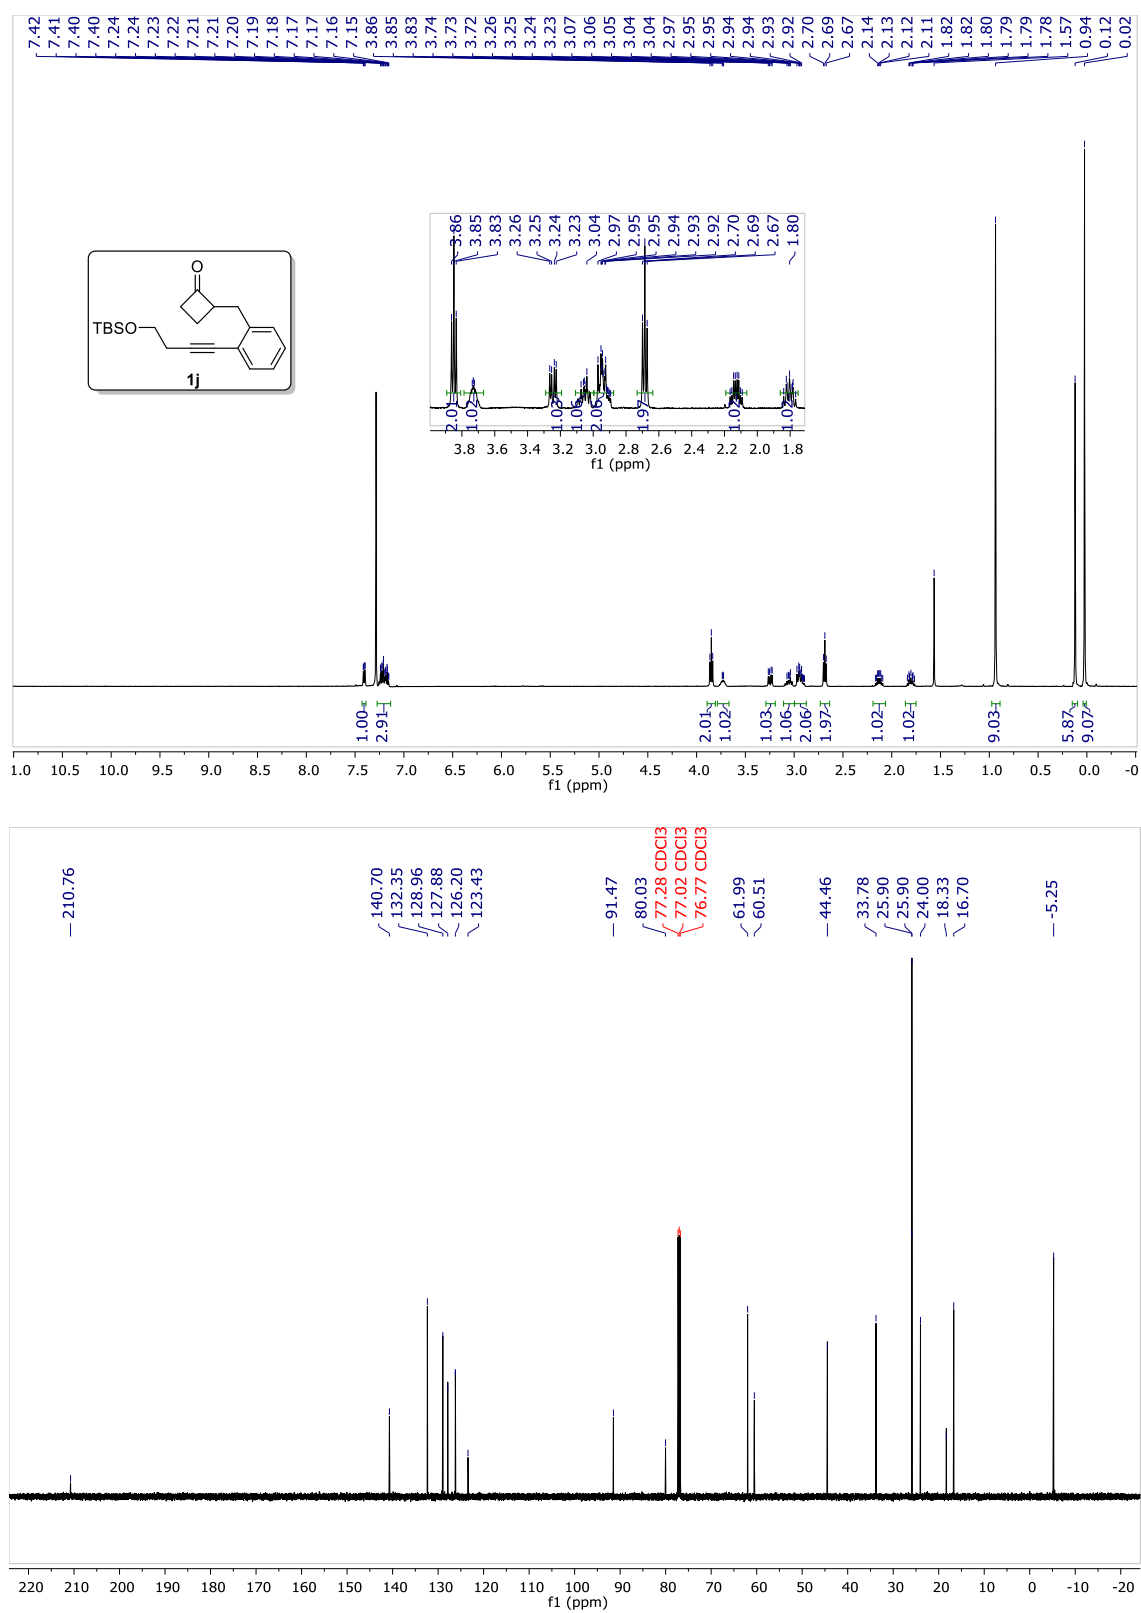 7.42 7.41 7.40 7.40 7.24 7.24 7.23 7.22 7.21 7.21 7.20 7.19 7.18 7.17 7.17 7.16 7.15 3.86 3.85 3.83 3.74 3.73 3.72 3.26 3.25 3.24 3.23 3.07 3.06 3.05 3.04 3.04 2.97 2.95 2.95 2.94 2.94 2.93 2.92 2.70 2.69 2.67 2.14 2.13 2.12 2.11 1.82 1.82 1.80 1.79 1.79 1.78 1.57 0.94 0.12 0.02
3.86 3.85 3.83 3.26 3.25 3.24 3.23 3.04 2.97 2.95 2.95 2.94 2.93 2.92 2.70 2.69 2.67 1.80
O
TBSO
1j
2.01 1.02 1.03 1.06 2.06 1.97 1.02 1.02
3.8 3.6 3.4 3.2 3.0 2.8 2.6 2.4 2.2 2.0 1.8
f1 (ppm)
1.00 2.91 2.01 1.02 1.03 1.06 2.06 1.97 1.02 1.02 9.03 5.87 9.07
1.0 10.5 10.0 9.5 9.0 8.5 8.0 7.5 7.0 6.5 6.0 5.5 5.0 4.5 4.0 3.5 3.0 2.5 2.0 1.5 1.0 0.5 0.0 -0
f1 (ppm)
210.76 140.70 132.35 128.96 127.88 126.20 123.43 91.47 80.03 77.28 CDCl3 77.02 CDCl3 76.77 CDCl3 61.99 60.51 44.46 33.78 25.90 25.90 24.00 18.33 16.70 -5.25
220 210 200 190 180 170 160 150 140 130 120 110 100 90 80 70 60 50 40 30 20 10 0 -10 -20
f1 (ppm)